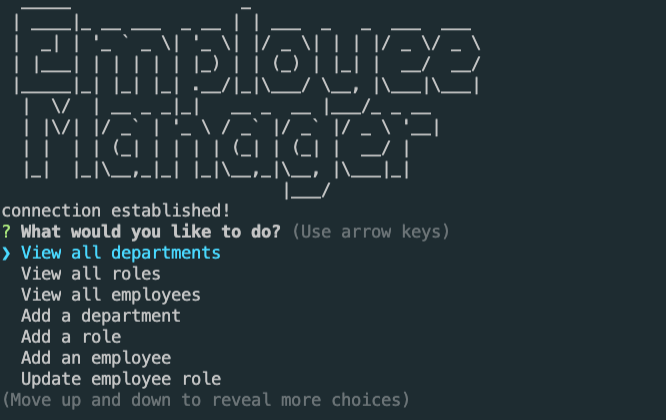 Employee
Manager
connection established!
? What would you like to do? (Use arrow keys)
❯ View all departments
View all roles
View all employees
Add a department
Add a role
Add an employee
Update employee role
(Move up and down to reveal more choices)